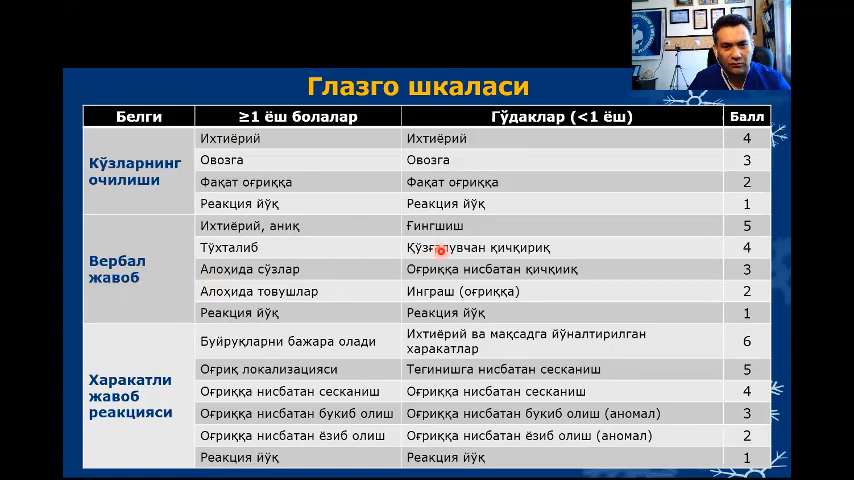 Глазго шкаласи
Белги ≥1 ёш болалар Гўдаклар (<1 ёш) Балл
Кўзларнинг очилиши
Ихтиёрий Ихтиёрий 4
Овозга Овозга 3
Фақат оғриққа Фақат оғриққа 2
Реакция йўқ Реакция йўқ 1
Вербал жавоб
Ихтиёрий, аниқ Ғингшиш 5
Тўхталиб Қўзғалувчан қичқириқ 4
Алоҳида сўзлар Оғриққа нисбатан қичқииқ 3
Алоҳида товушлар Инграш (оғриққа) 2
Реакция йўқ Реакция йўқ 1
Харакатли жавоб реакцияси
Буйруқларни бажара олади Ихтиёрий ва мақсадга йўналтирилган харакатлар 6
Оғриқ локализацияси Тегинишга нисбатан сесканиш 5
Оғриққа нисбатан сесканиш Оғриққа нисбатан сесканиш 4
Оғриққа нисбатан букиб олиш Оғриққа нисбатан букиб олиш (аномал) 3
Оғриққа нисбатан ёзиб олиш Оғриққа нисбатан ёзиб олиш (аномал) 2
Реакция йўқ Реакция йўқ 1